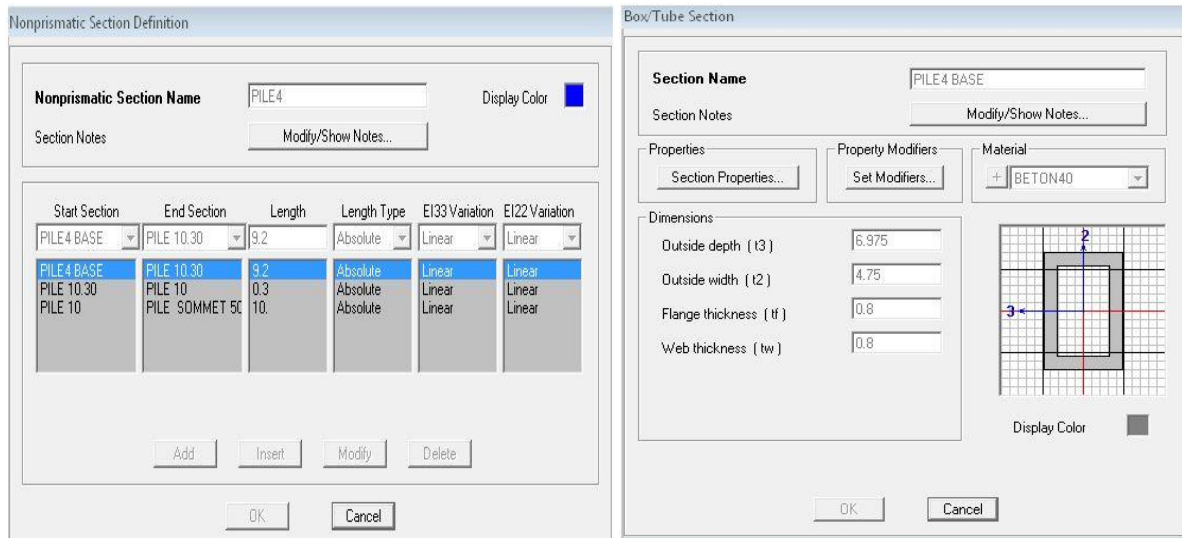 Nonprismatic Section Definition
Nonprismatic Section Name PILE4 Display Color
Section Notes Modify/Show Notes...
Start Section End Section Length Length Type EI33 Variation EI22 Variation
PILE4 BASE PILE 10.30 9.2 Absolute Linear Linear
PILE4 BASE PILE 10.30 9.2 Absolute Linear Linear
PILE 10.30 PILE 10 0.3 Absolute Linear Linear
PILE 10 PILE SOMMET 50 10. Absolute Linear Linear
Add Insert Modify Delete
OK Cancel
Box/Tube Section
Section Name PILE4 BASE
Section Notes Modify/Show Notes...
Properties Property Modifiers Material
Section Properties... Set Modifiers... + BETON40
Dimensions
Outside depth ( t3 ) 6.975
Outside width ( t2 ) 4.75
Flange thickness ( tf ) 0.8
Web thickness ( tw ) 0.8
2
3
Display Color
OK Cancel